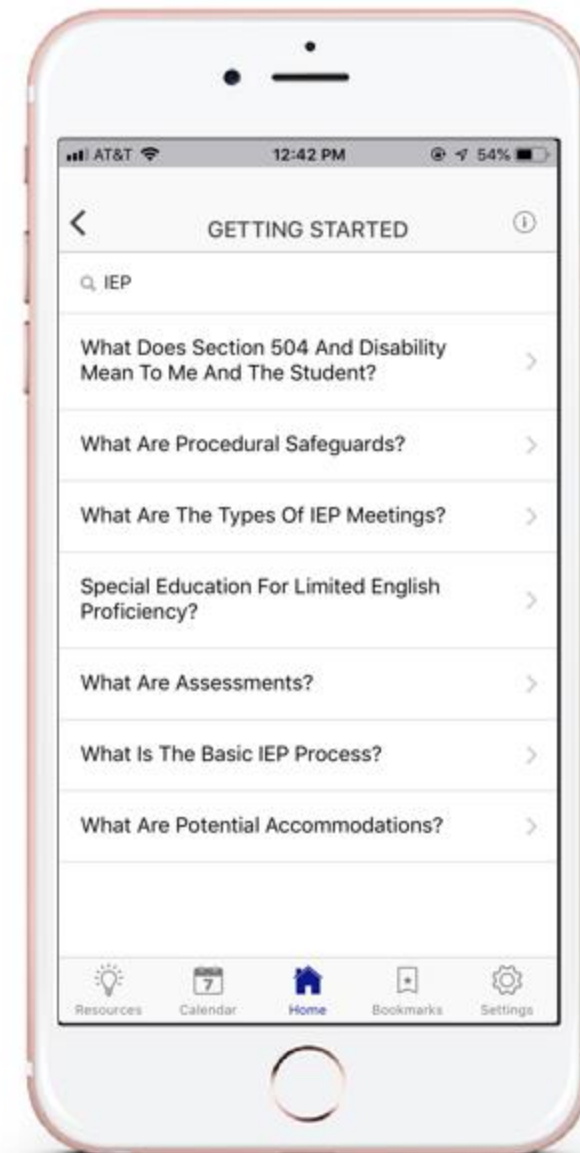 AT&T 12:42 PM 54%
GETTING STARTED
IEP
What Does Section 504 And Disability
Mean To Me And The Student?
What Are Procedural Safeguards?
What Are The Types Of IEP Meetings?
Special Education For Limited English
Proficiency?
What Are Assessments?
What Is The Basic IEP Process?
What Are Potential Accommodations?
7
Resources Calendar Home Bookmarks Settings